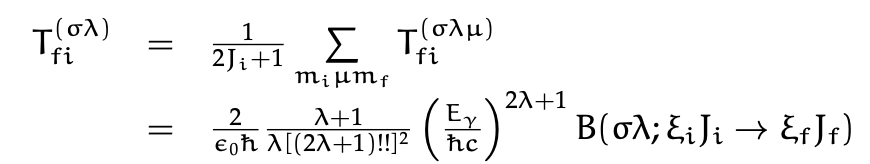 T_{fi}^{(σλ)} = \frac{1}{2J_i+1} \sum_{m_i μ m_f} T_{fi}^{(σλμ)}
= \frac{2}{ϵ_0 ℏ} \frac{λ+1}{λ[(2λ+1)!!]^2} \left( \frac{E_γ}{ℏc} \right)^{2λ+1} B(σλ; ξ_i J_i → ξ_f J_f)